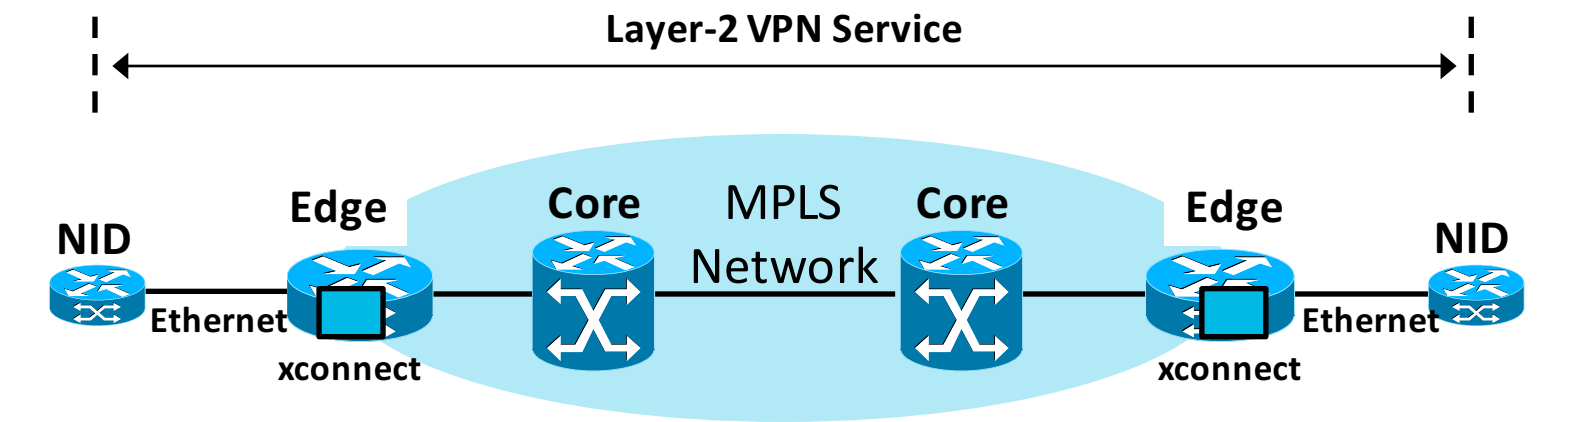 Layer-2 VPN Service
NID
Edge
Core
MPLS
Network
Core
Edge
NID
Ethernet
xconnect
Ethernet
xconnect